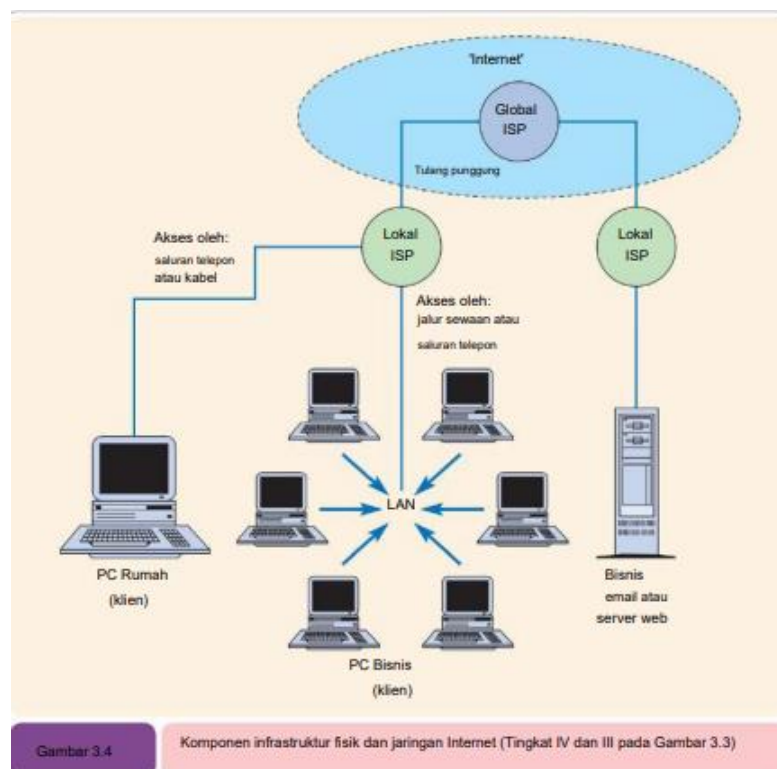 'Internet'
Global
ISP
Tulang punggung
Lokal
ISP
Lokal
ISP
Akses oleh:
saluran telepon
atau kabel
Akses oleh:
jalur sewaan atau
saluran telepon
LAN
PC Rumah
(klien)
PC Bisnis
(klien)
Bisnis
email atau
server web
Gambar 3.4
Komponen infrastruktur fisik dan jaringan Internet (Tingkat IV dan III pada Gambar 3.3)